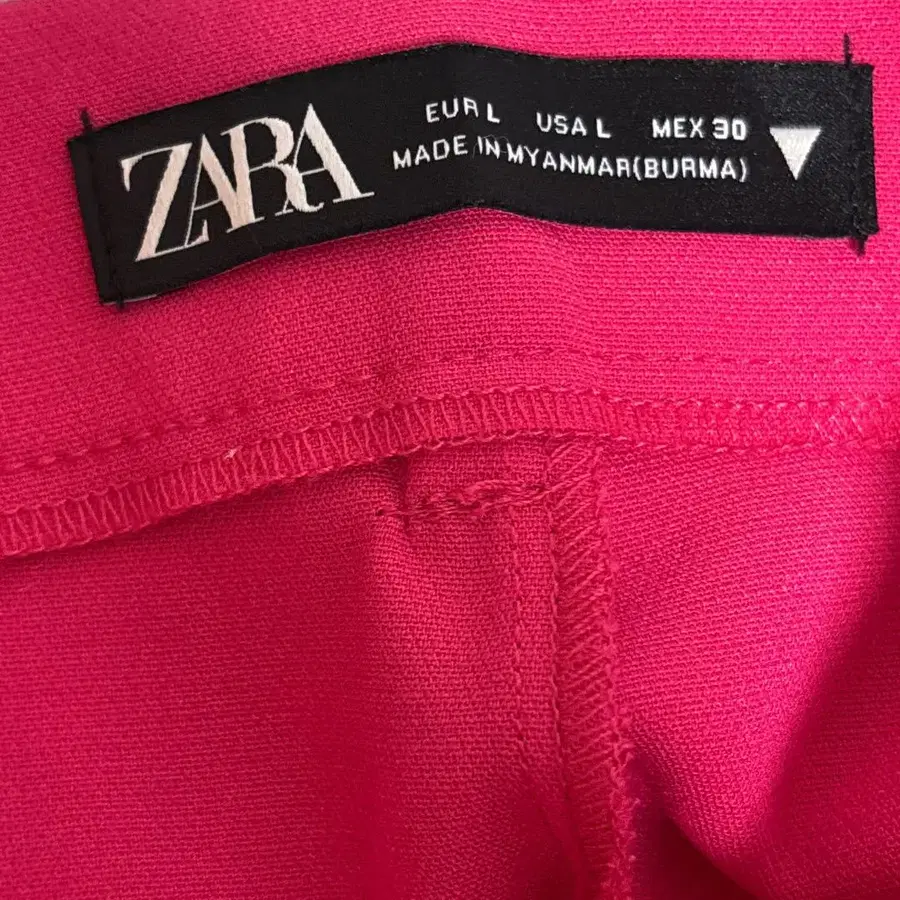 ZARA
EUR L USA L MEX 30
MADE IN MYANMAR(BURMA)